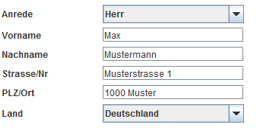 Anrede Herr
Vorname Max
Nachname Mustermann
Strasse/Nr Musterstrasse 1
PLZ/Ort 1000 Muster
Land Deutschland